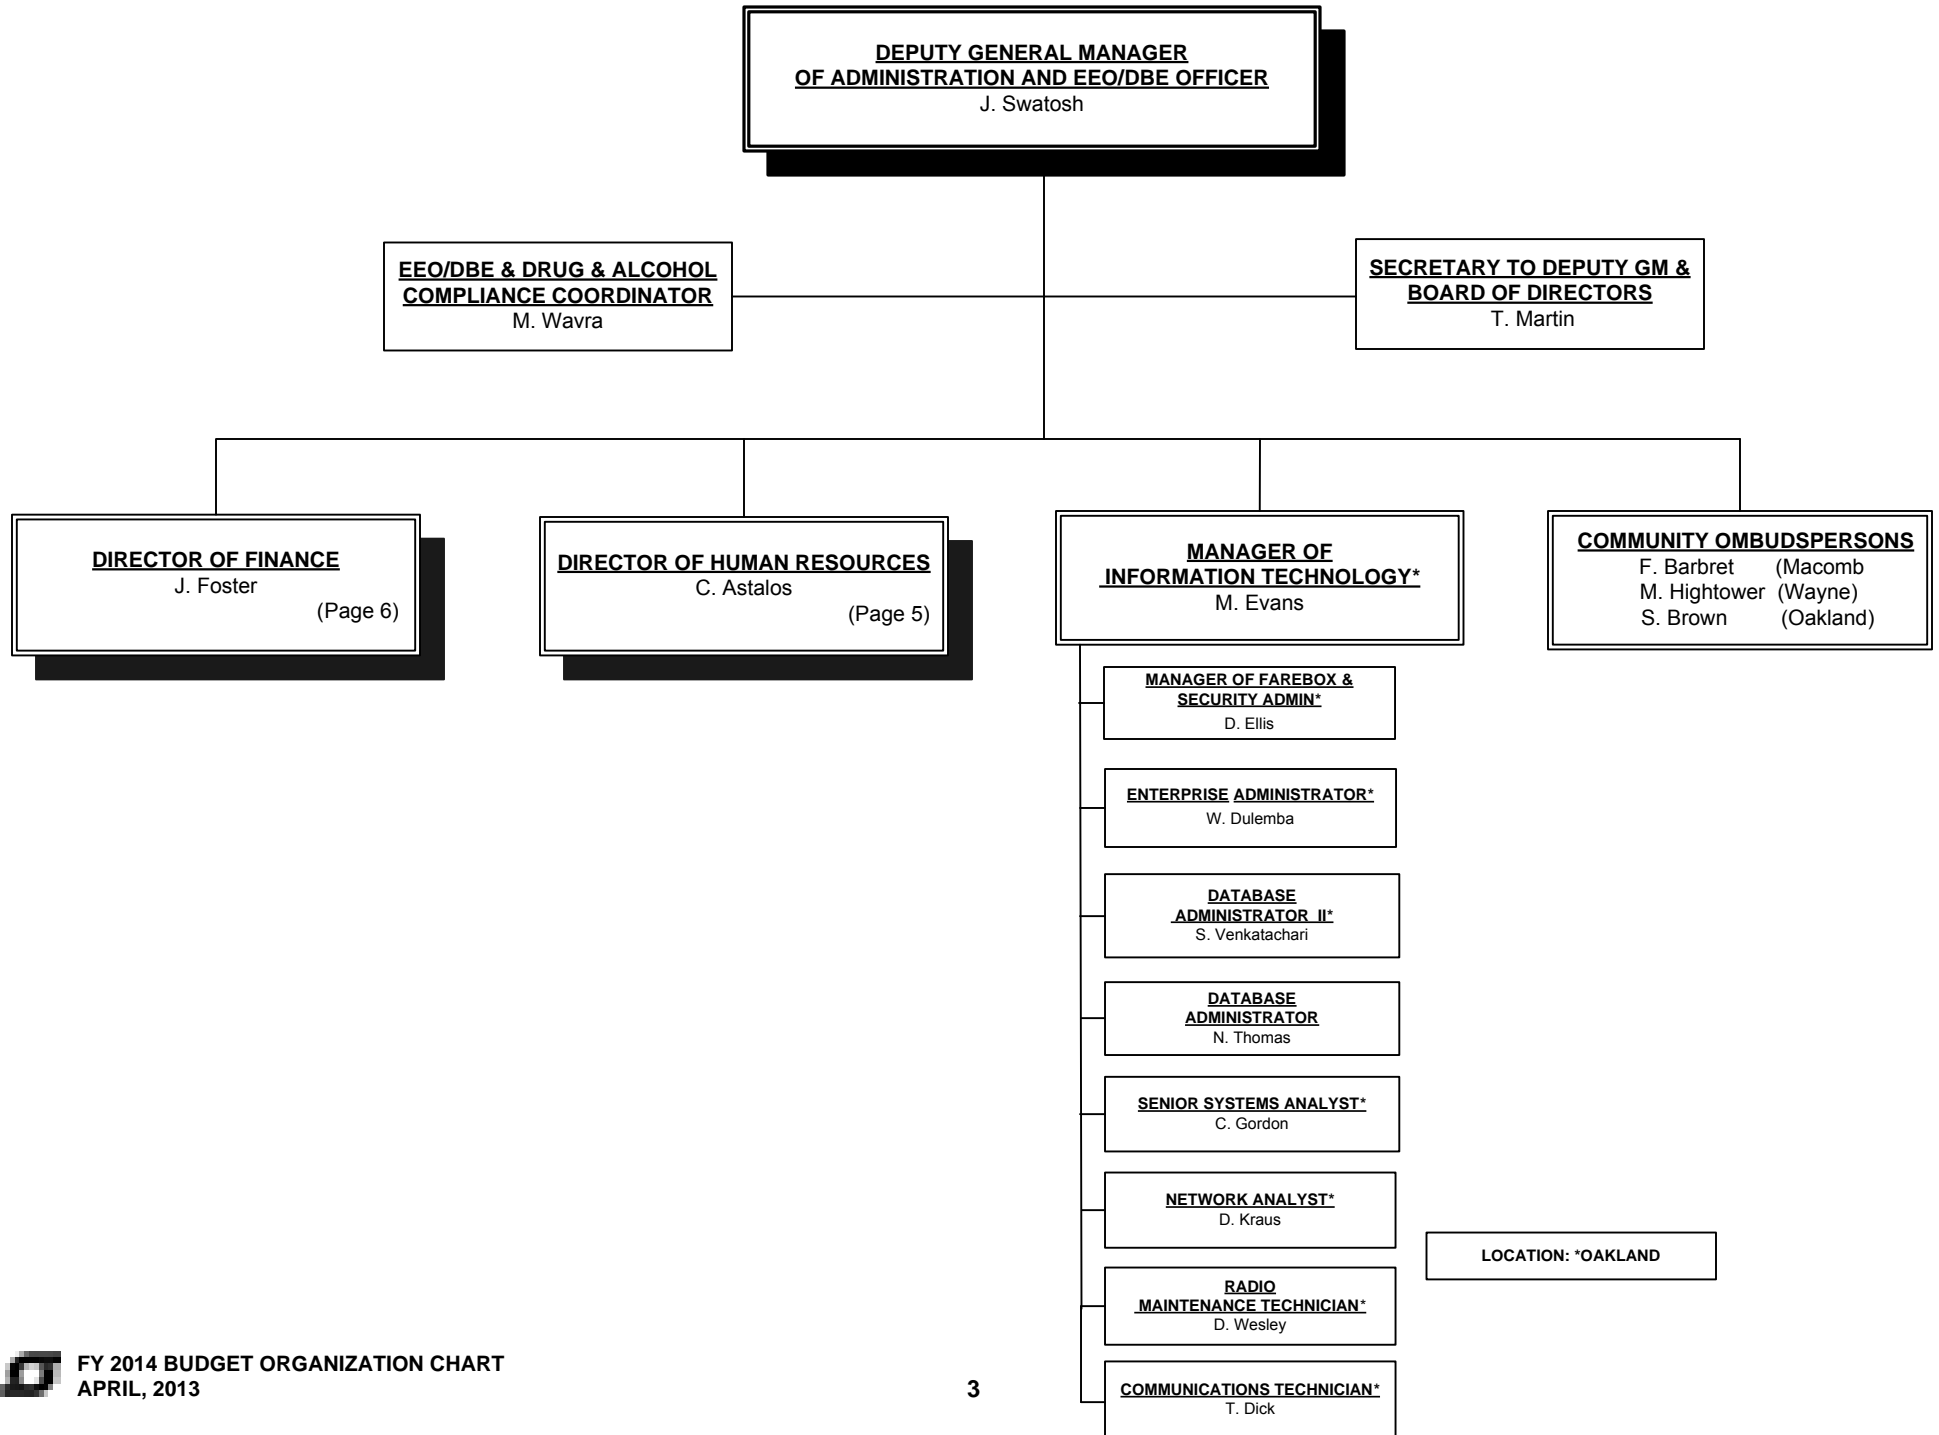 DEPUTY GENERAL MANAGER
OF ADMINISTRATION AND EEO/DBE OFFICER
J. Swatosh
EEO/DBE & DRUG & ALCOHOL
COMPLIANCE COORDINATOR
M. Wavra
SECRETARY TO DEPUTY GM &
BOARD OF DIRECTORS
T. Martin
DIRECTOR OF FINANCE
J. Foster
(Page 6)
DIRECTOR OF HUMAN RESOURCES
C. Astalos
(Page 5)
MANAGER OF
INFORMATION TECHNOLOGY*
M. Evans
COMMUNITY OMBUDSPERSONS
F. Barbret (Macomb
M. Hightower (Wayne)
S. Brown (Oakland)
MANAGER OF FAREBOX &
SECURITY ADMIN*
D. Ellis
ENTERPRISE ADMINISTRATOR*
W. Dulemba
DATABASE
ADMINISTRATOR II*
S. Venkatachari
DATABASE
ADMINISTRATOR
N. Thomas
SENIOR SYSTEMS ANALYST*
C. Gordon
NETWORK ANALYST*
D. Kraus
LOCATION: *OAKLAND
RADIO
MAINTENANCE TECHNICIAN*
D. Wesley
COMMUNICATIONS TECHNICIAN*
T. Dick
FY 2014 BUDGET ORGANIZATION CHART
APRIL, 2013
3